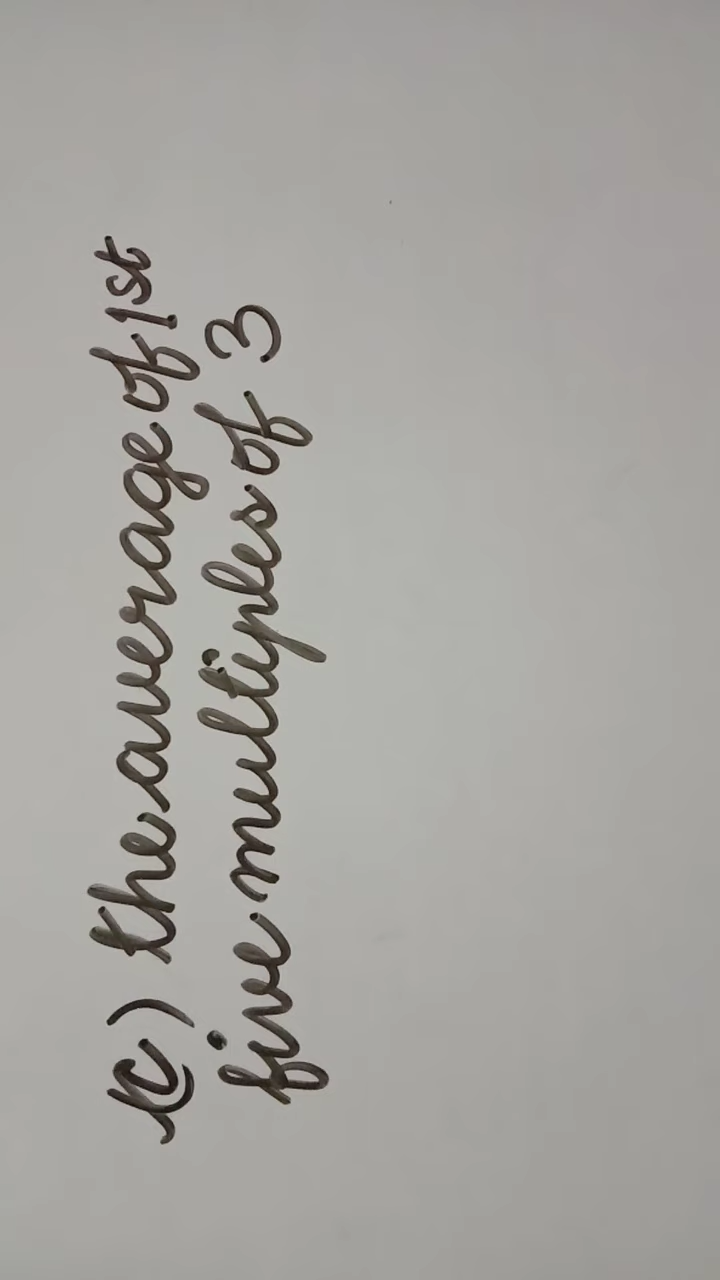 (c) the average of 1st
five multiples of 3